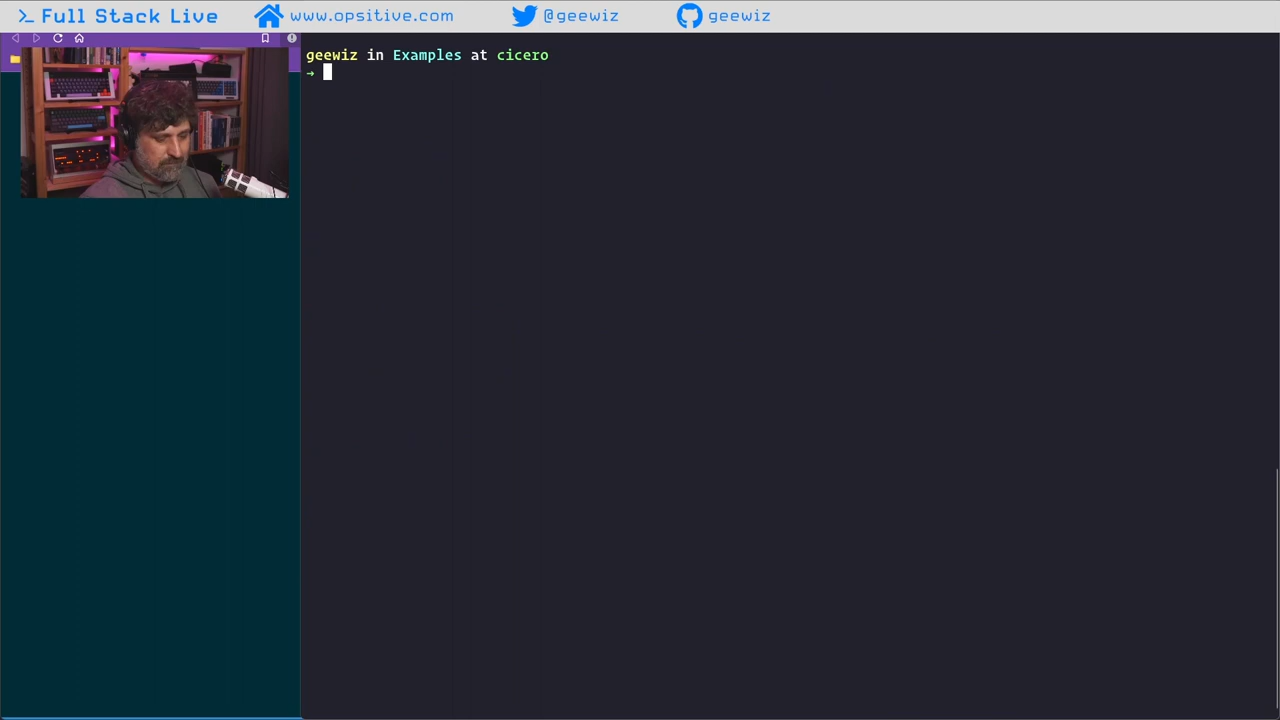 >_ Full Stack Live www.opsitive.com @geewiz geewiz
geewiz in Examples at cicero
→